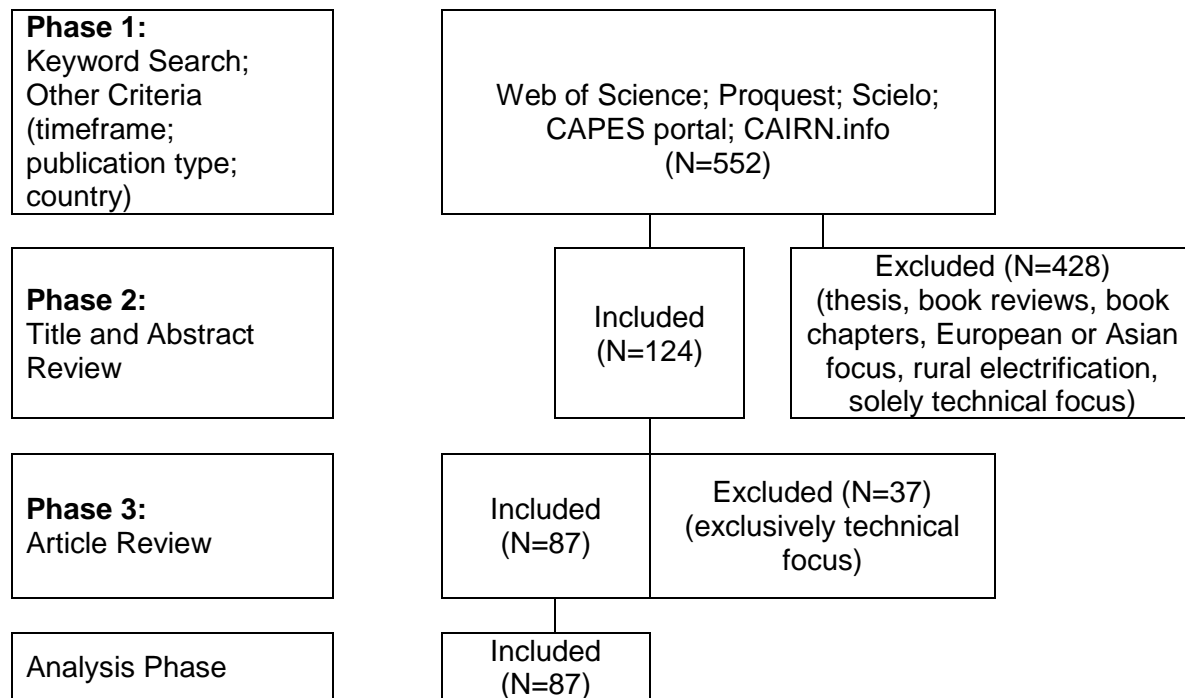 Phase 1:
Keyword Search;
Other Criteria
(timeframe;
publication type;
country)
Web of Science; Proquest; Scielo;
CAPES portal; CAIRN.info
(N=552)
Phase 2:
Title and Abstract
Review
Included
(N=124)
Excluded (N=428)
(thesis, book reviews, book
chapters, European or Asian
focus, rural electrification,
solely technical focus)
Phase 3:
Article Review
Included
(N=87)
Excluded (N=37)
(exclusively technical
focus)
Analysis Phase
Included
(N=87)